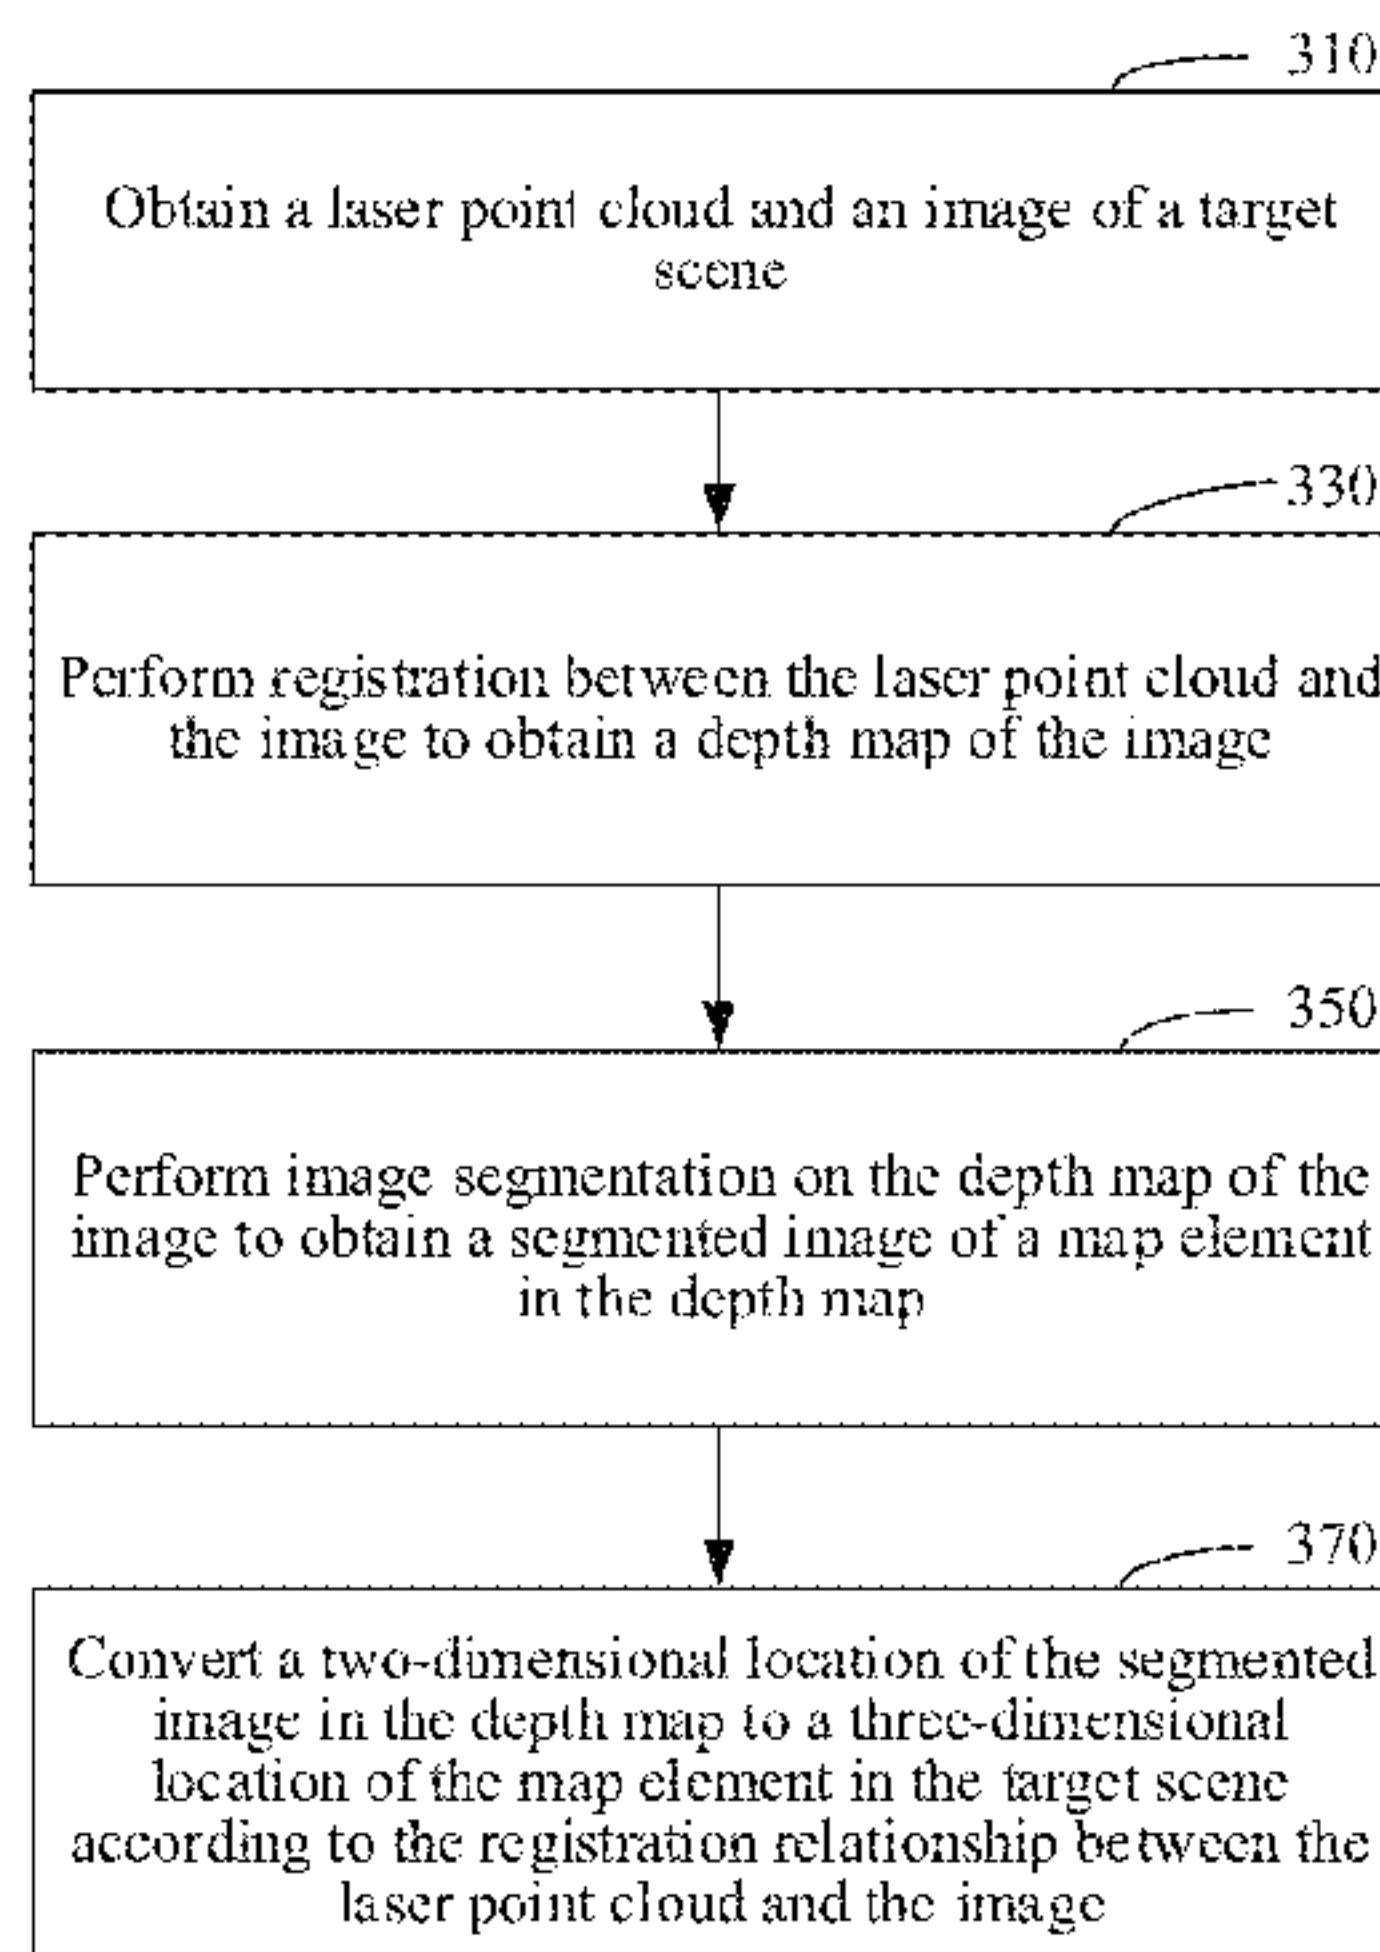 310
Obtain a laser point cloud and an image of a target
scene
330
Perform registration between the laser point cloud and
the image to obtain a depth map of the image
350
Perform image segmentation on the depth map of the
image to obtain a segmented image of a map element
in the depth map
370
Convert a two-dimensional location of the segmented
image in the depth map to a three-dimensional
location of the map element in the target scene
according to the registration relationship between the
laser point cloud and the image